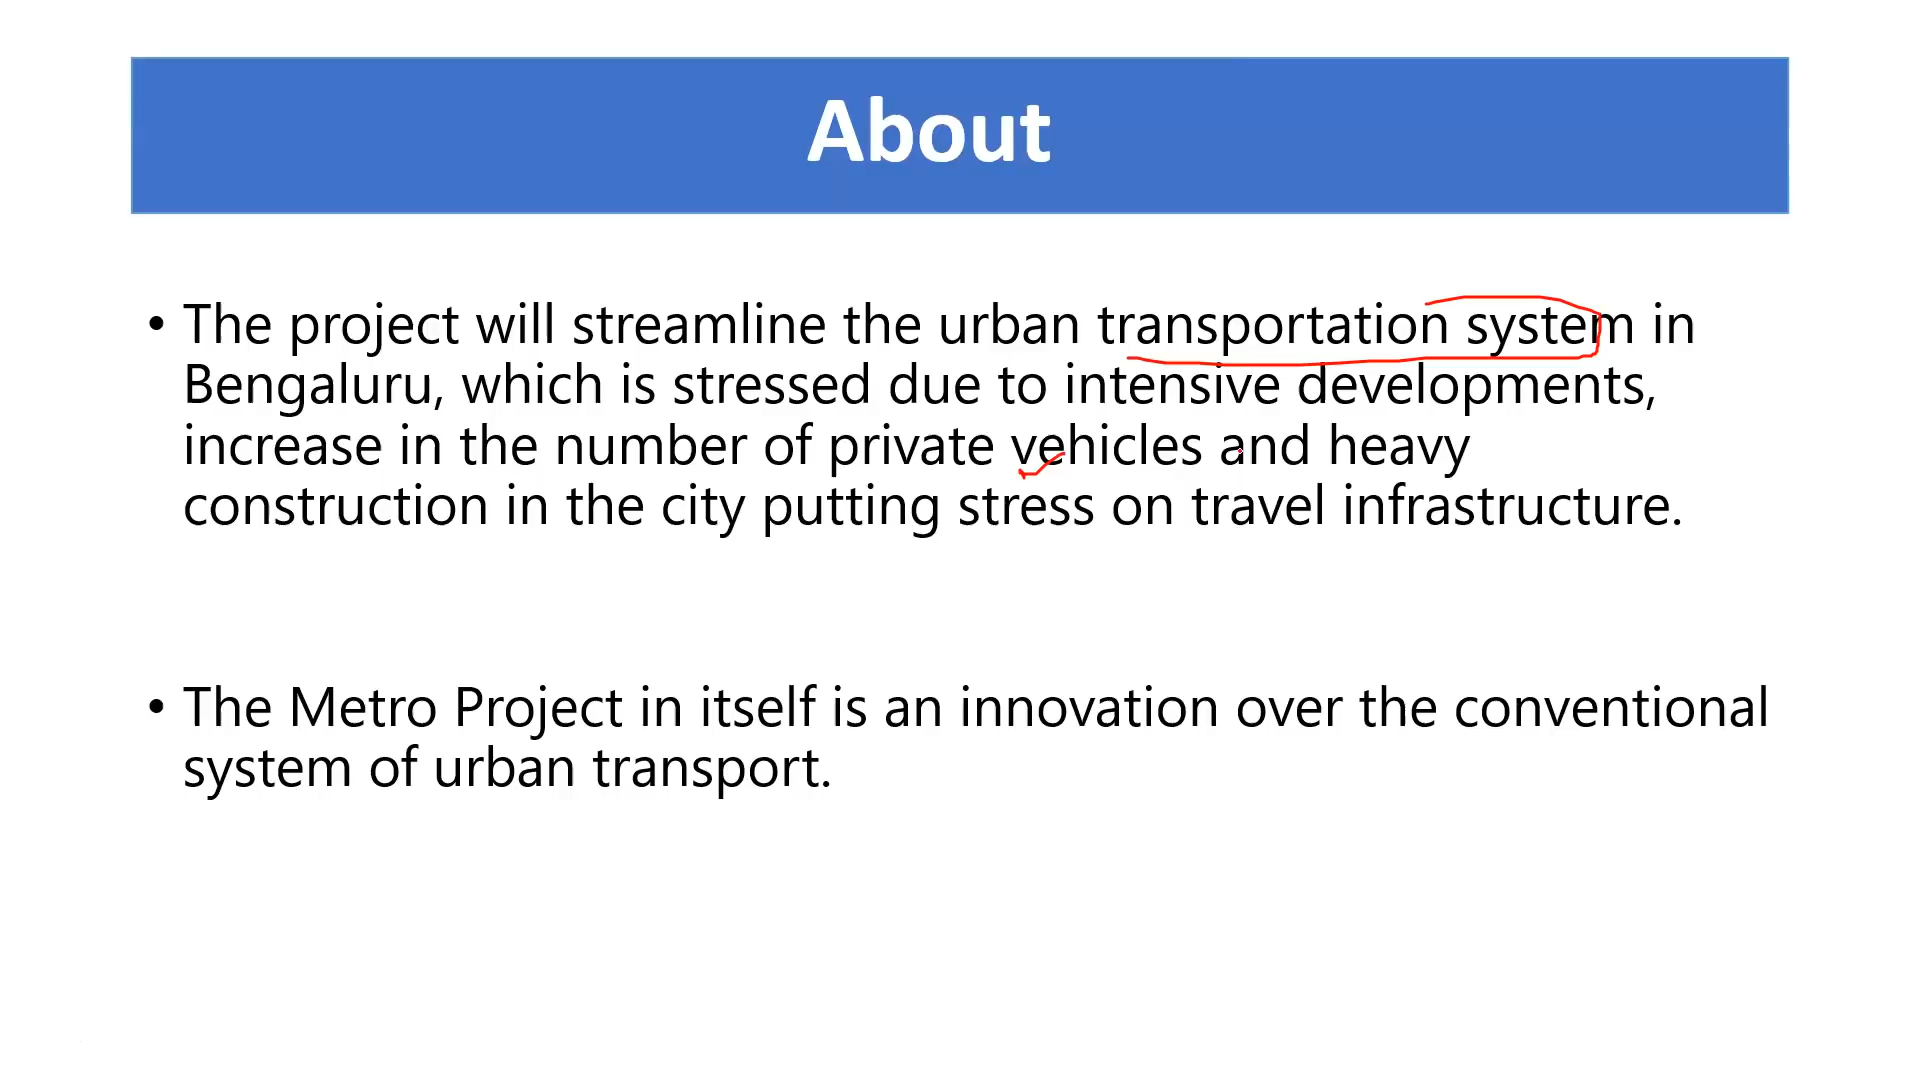 About
• The project will streamline the urban transportation system in
Bengaluru, which is stressed due to intensive developments,
increase in the number of private vehicles and heavy
construction in the city putting stress on travel infrastructure.
• The Metro Project in itself is an innovation over the conventional
system of urban transport.